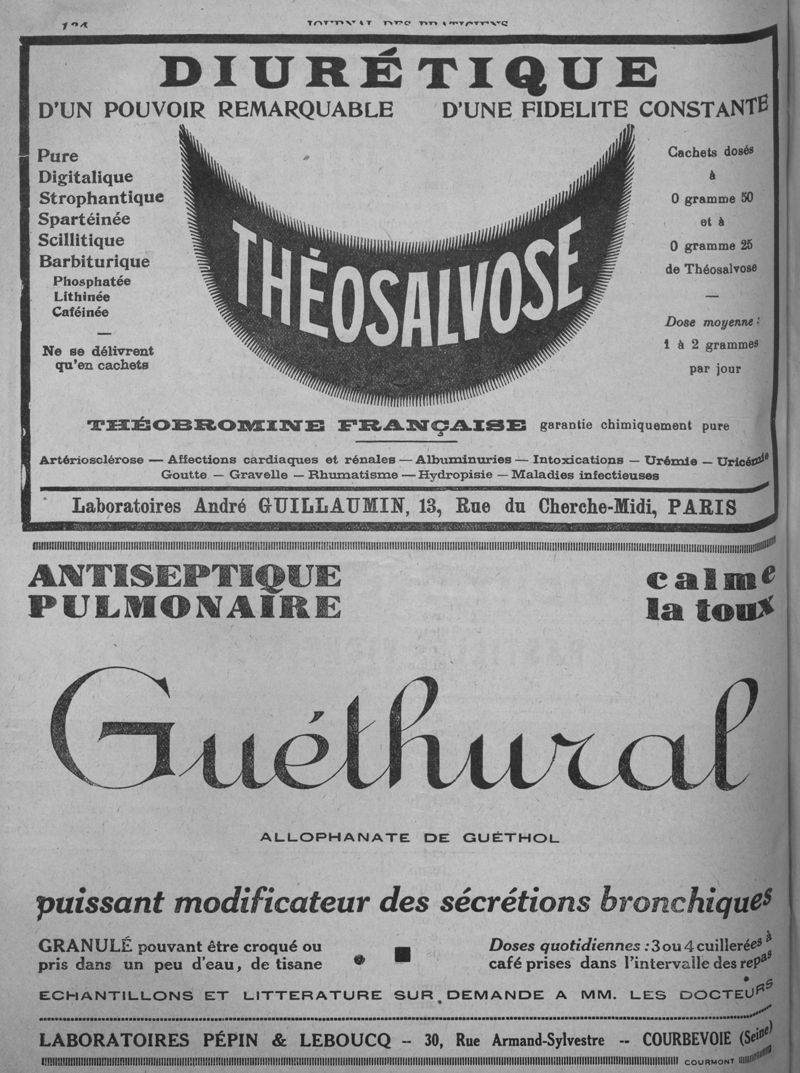 DIURÉTIQUE
D'UN POUVOIR REMARQUABLE D'UNE FIDELITE CONSTANTE
Pure
Digitalique
Strophantique
Spartéinée
Scillitique
Barbiturique
Phosphatée
Lithinée
Caféinée
—
Ne se délivrent
qu'en cachets
THÉOSALVOSE
Cachets dosés
à
0 gramme 50
et à
0 gramme 25
de Théosalvose
—
Dose moyenne :
1 à 2 grammes
par jour
THÉOBROMINE FRANÇAISE garantie chimiquement pure
Artériosclérose — Affections cardiaques et rénales — Albuminuries — Intoxications — Urémie — Uricémie
Goutte — Gravelle — Rhumatisme — Hydropisie — Maladies infectieuses
Laboratoires André GUILLAUMIN, 13, Rue du Cherche-Midi, PARIS
ANTISEPTIQUE
PULMONAIRE
calme
la toux
Guéthural
ALLOPHANATE DE GUÉTHOL
puissant modificateur des sécrétions bronchiques
GRANULÉ pouvant être croqué ou
pris dans un peu d'eau, de tisane
Doses quotidiennes : 3 ou 4 cuillerées à
café prises dans l'intervalle des repas
ECHANTILLONS ET LITTERATURE SUR DEMANDE A MM. LES DOCTEURS
LABORATOIRES PÉPIN & LEBOUCQ -- 30, Rue Armand-Sylvestre -- COURBEVOIE (Seine)
COURMONT